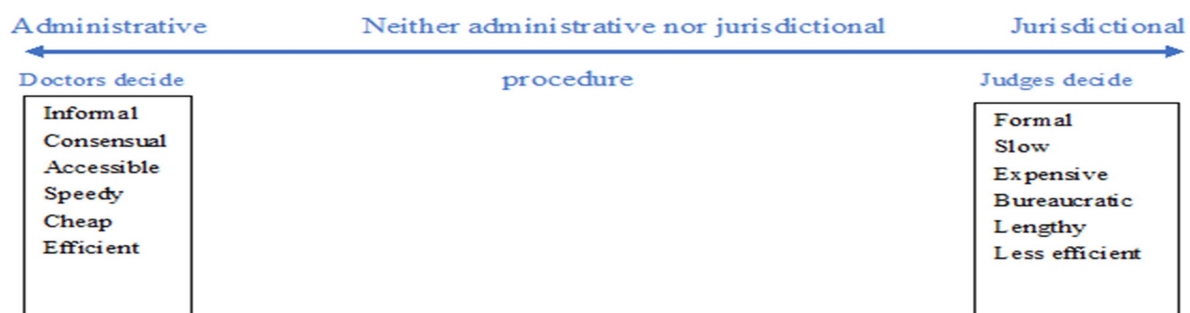 Administrative
Neither administrative nor jurisdictional
Jurisdictional
Doctors decide
procedure
Judges decide
Informal
Consensual
Accessible
Speedy
Cheap
Efficient
Formal
Slow
Expensive
Bureaucratic
Lengthy
Less efficient